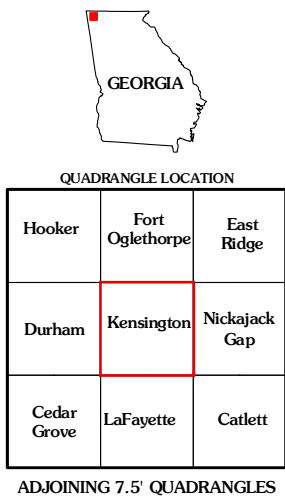 GEORGIA
QUADRANGLE LOCATION
Hooker
Fort
Oglethorpe
East
Ridge
Durham
Kensington
Nickajack
Gap
Cedar
Grove
LaFayette
Catlett
ADJOINING 7.5' QUADRANGLES